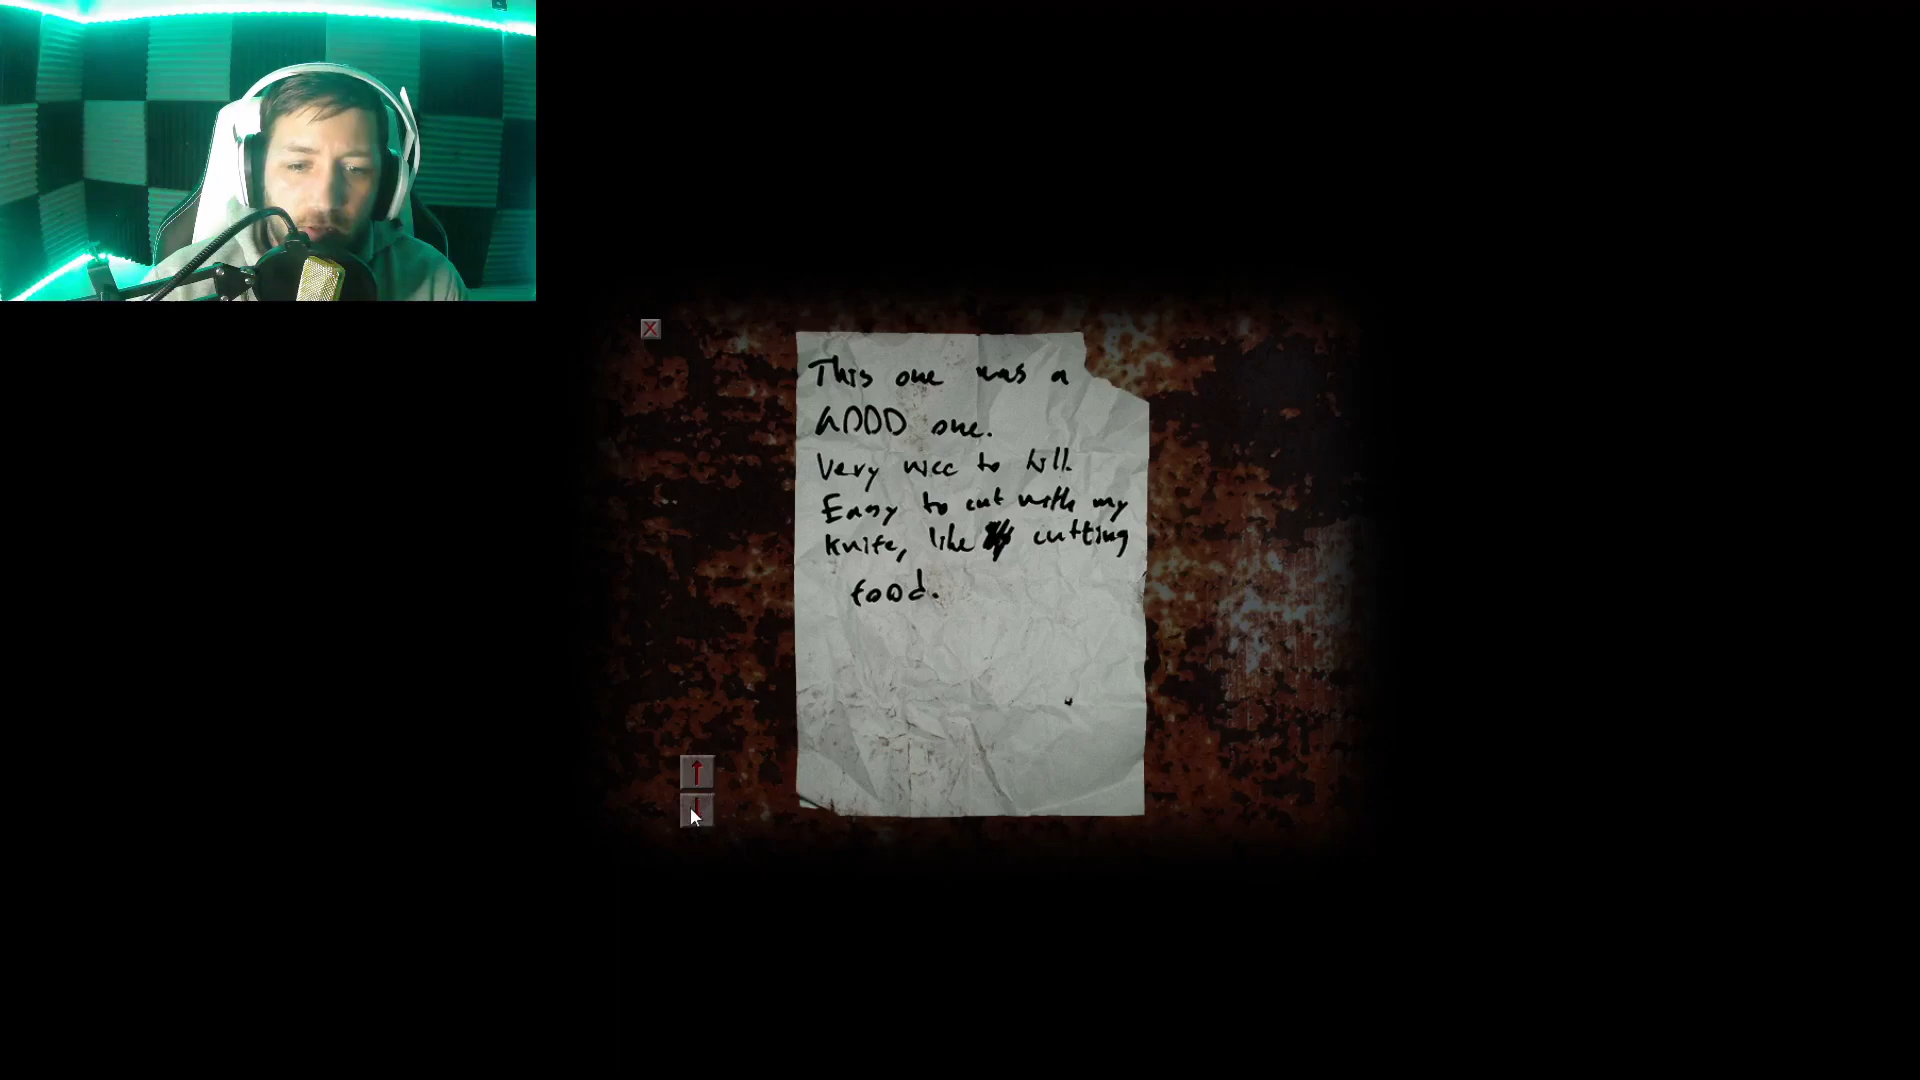 This one was a
GOOD one.
Very nice to kill.
Easy to cut with my
knife, like cutting
food.